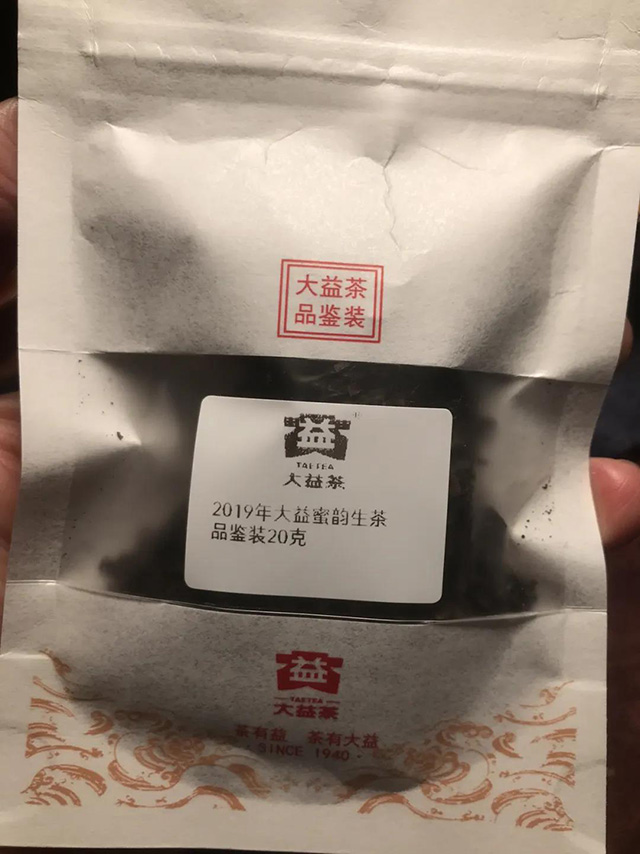 大益茶
品鉴装
益
®
TAETEA
大益茶
2019年大益蜜韵生茶
品鉴装20克
益
TAETEA
大益茶
茶有益 茶有大益
· SINCE 1940 ·